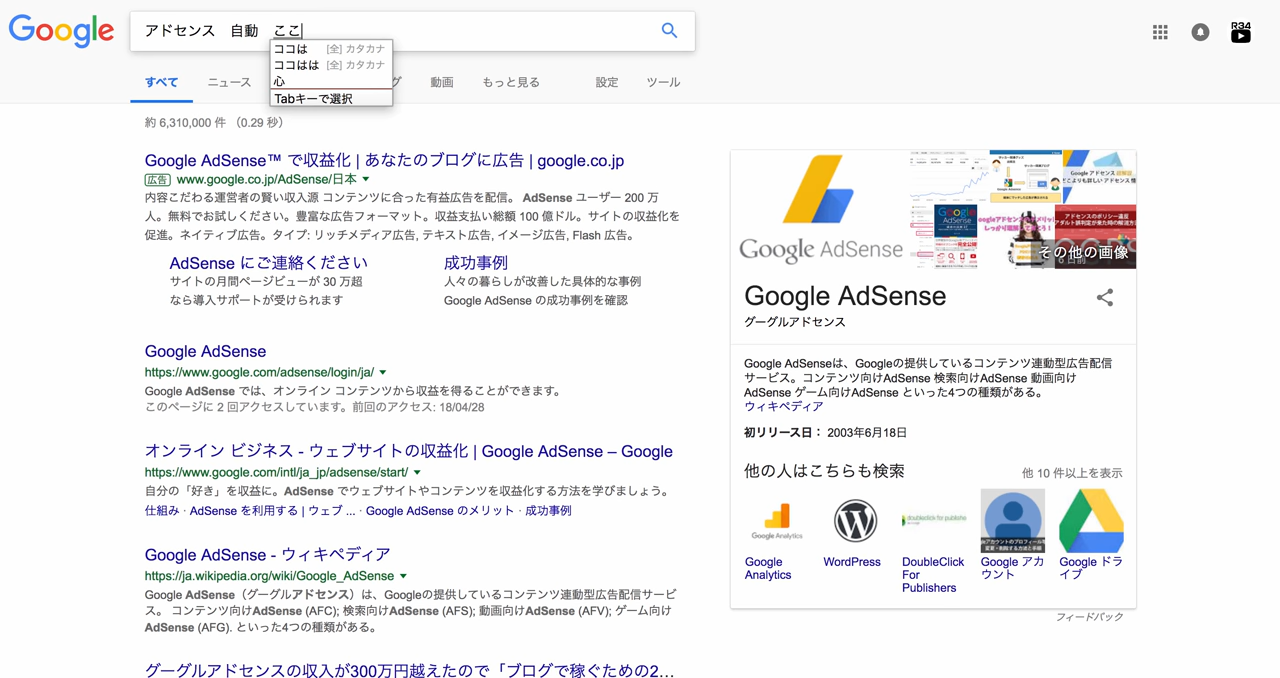 Google
アドセンス　自動　ここ
R34
ココは [全] カタカナ
ココはは [全] カタカナ
心
Tabキーで選択
すべて ニュース グ 動画 もっと見る 設定 ツール
約 6,310,000 件 （0.29 秒）
Google AdSense™ で収益化 | あなたのブログに広告 | google.co.jp
広告 www.google.co.jp/AdSense/日本
内容こだわる運営者の賢い収入源 コンテンツに合った有益広告を配信。 AdSense ユーザー 200 万
人。無料でお試しください。豊富な広告フォーマット。収益支払い総額 100 億ドル。サイトの収益化を
促進。ネイティブ広告。タイプ: リッチメディア広告, テキスト広告, イメージ広告, Flash 広告。
AdSense にご連絡ください
サイトの月間ページビューが 30 万超
なら導入サポートが受けられます
成功事例
人々の暮らしが改善した具体的な事例
Google AdSense の成功事例を確認
Google AdSense
https://www.google.com/adsense/login/ja/
Google AdSense では、オンライン コンテンツから収益を得ることができます。
このページに 2 回アクセスしています。前回のアクセス: 18/04/28
オンライン ビジネス - ウェブサイトの収益化 | Google AdSense – Google
https://www.google.com/intl/ja_jp/adsense/start/
自分の「好き」を収益に。AdSense でウェブサイトやコンテンツを収益化する方法を学びましょう。
仕組み · AdSense を利用する | ウェブ ... · Google AdSense のメリット · 成功事例
Google AdSense - ウィキペディア
https://ja.wikipedia.org/wiki/Google_AdSense
Google AdSense（グーグルアドセンス）は、Googleの提供しているコンテンツ連動型広告配信サービ
ス。 コンテンツ向けAdSense (AFC); 検索向けAdSense (AFS); 動画向けAdSense (AFV); ゲーム向け
AdSense (AFG). といった4つの種類がある。
グーグルアドセンスの収入が300万円越えたので「ブログで稼ぐための2…
Google AdSense
その他の画像
Google AdSense
グーグルアドセンス
Google AdSenseは、Googleの提供しているコンテンツ連動型広告配信
サービス。コンテンツ向けAdSense 検索向けAdSense 動画向け
AdSense ゲーム向けAdSense といった4つの種類がある。
ウィキペディア
初リリース日： 2003年6月18日
他の人はこちらも検索 他 10 件以上を表示
Google Analytics
doubleclick for publishers
Google
Analytics
WordPress
DoubleClick
For
Publishers
Google アカ
ウント
Google ドラ
イブ
フィードバック